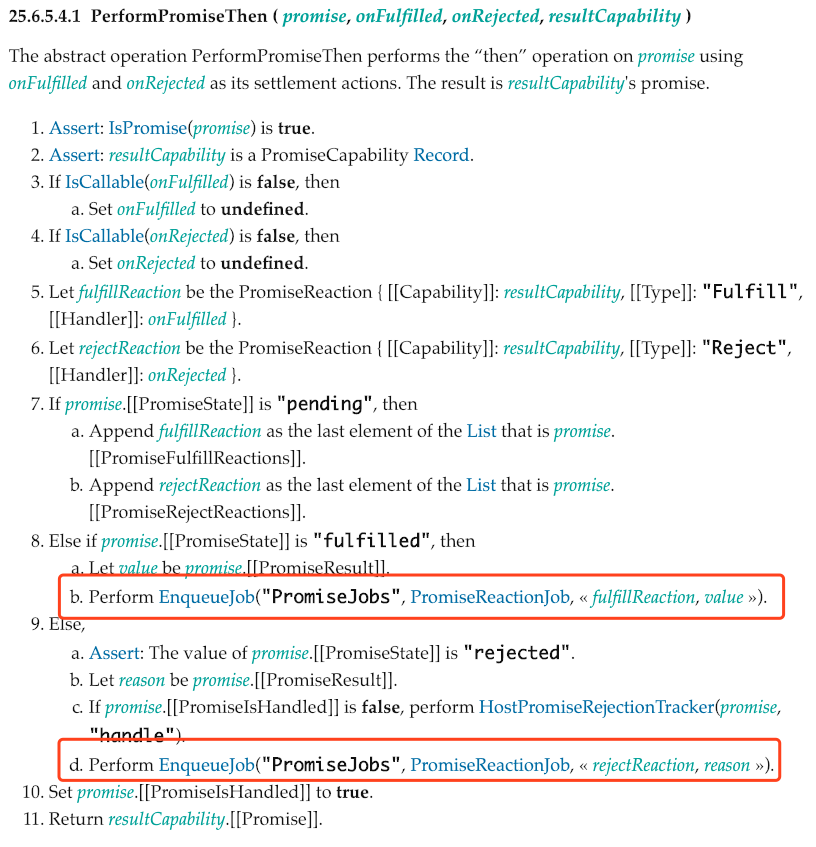 25.6.5.4.1 PerformPromiseThen ( promise, onFulfilled, onRejected, resultCapability )
The abstract operation PerformPromiseThen performs the “then” operation on promise using
onFulfilled and onRejected as its settlement actions. The result is resultCapability's promise.
1. Assert: IsPromise(promise) is true.
2. Assert: resultCapability is a PromiseCapability Record.
3. If IsCallable(onFulfilled) is false, then
a. Set onFulfilled to undefined.
4. If IsCallable(onRejected) is false, then
a. Set onRejected to undefined.
5. Let fulfillReaction be the PromiseReaction { [[Capability]]: resultCapability, [[Type]]: "Fulfill",
[[Handler]]: onFulfilled }.
6. Let rejectReaction be the PromiseReaction { [[Capability]]: resultCapability, [[Type]]: "Reject",
[[Handler]]: onRejected }.
7. If promise.[[PromiseState]] is "pending", then
a. Append fulfillReaction as the last element of the List that is promise.
[[PromiseFulfillReactions]].
b. Append rejectReaction as the last element of the List that is promise.
[[PromiseRejectReactions]].
8. Else if promise.[[PromiseState]] is "fulfilled", then
a. Let value be promise.[[PromiseResult]].
b. Perform EnqueueJob("PromiseJobs", PromiseReactionJob, « fulfillReaction, value »).
9. Else,
a. Assert: The value of promise.[[PromiseState]] is "rejected".
b. Let reason be promise.[[PromiseResult]].
c. If promise.[[PromiseIsHandled]] is false, perform HostPromiseRejectionTracker(promise,
"handle").
d. Perform EnqueueJob("PromiseJobs", PromiseReactionJob, « rejectReaction, reason »).
10. Set promise.[[PromiseIsHandled]] to true.
11. Return resultCapability.[[Promise]].